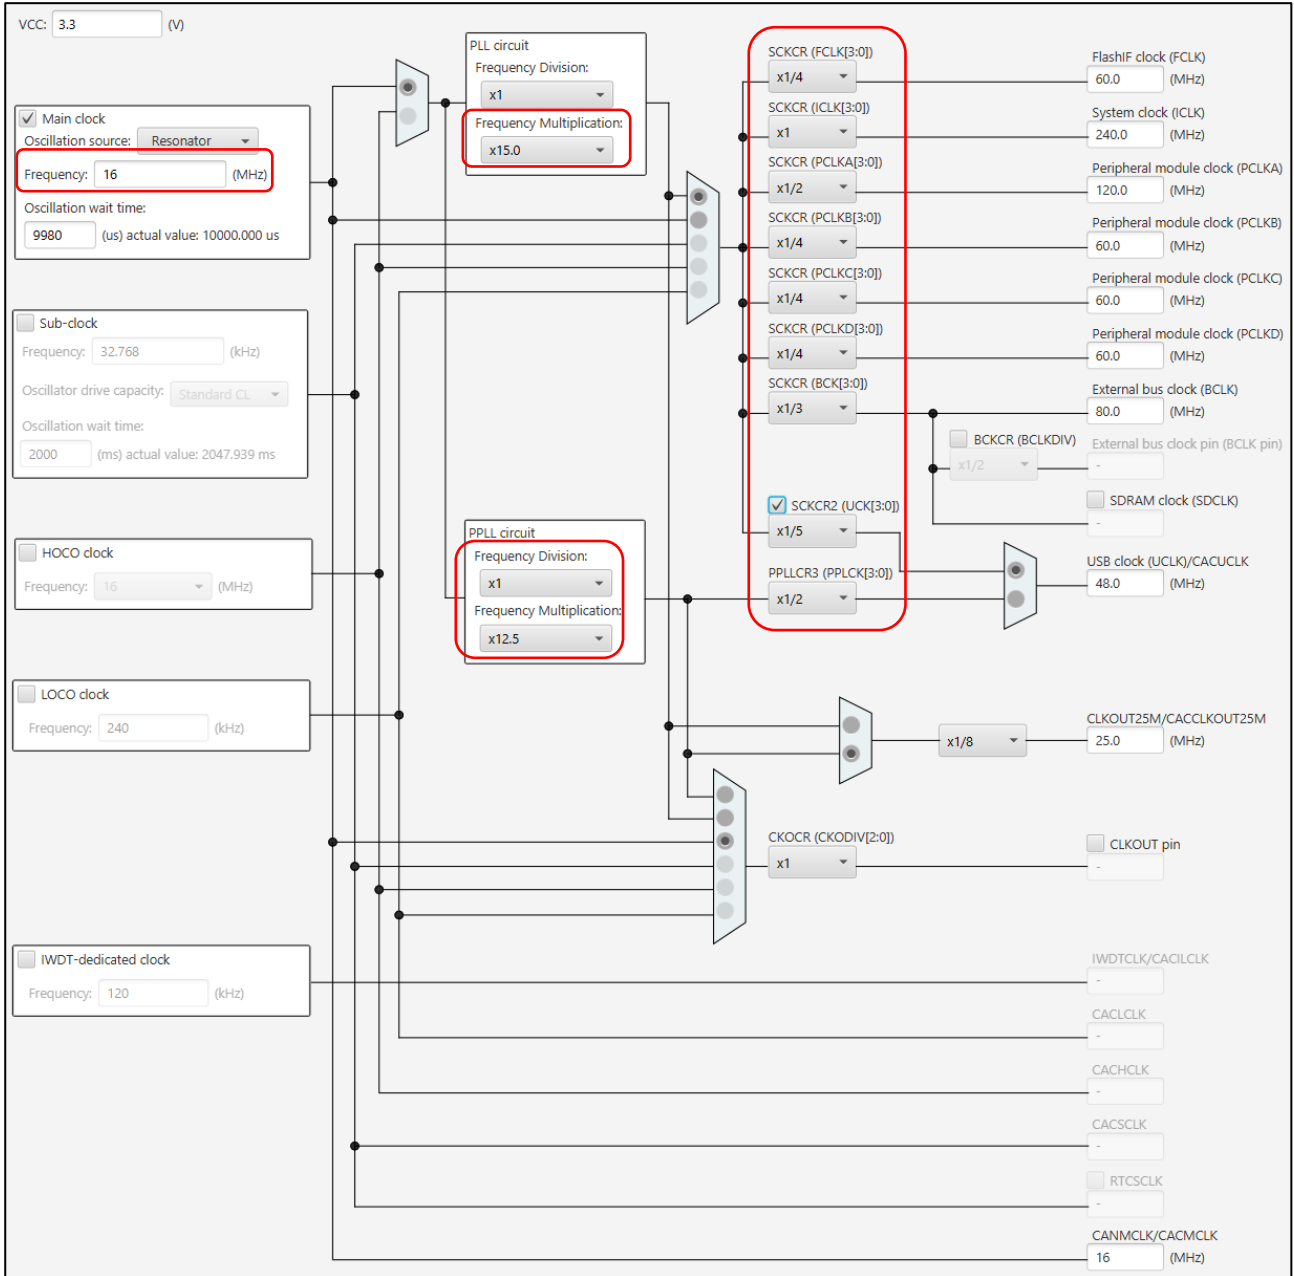 VCC: 3.3 (V)
Main clock
Oscillation source: Resonator
Frequency: 16 (MHz)
Oscillation wait time:
9980 (us) actual value: 10000.000 us
Sub-clock
Frequency: 32.768 (kHz)
Oscillator drive capacity: Standard CL
Oscillation wait time:
2000 (ms) actual value: 2047.939 ms
HOCO clock
Frequency: 16 (MHz)
LOCO clock
Frequency: 240 (kHz)
IWDT-dedicated clock
Frequency: 120 (kHz)
PLL circuit
Frequency Division:
x1
Frequency Multiplication:
x15.0
PPLL circuit
Frequency Division:
x1
Frequency Multiplication:
x12.5
SCKCR (FCLK[3:0])
x1/4
SCKCR (ICLK[3:0])
x1
SCKCR (PCLKA[3:0])
x1/2
SCKCR (PCLKB[3:0])
x1/4
SCKCR (PCLKC[3:0])
x1/4
SCKCR (PCLKD[3:0])
x1/4
SCKCR (BCK[3:0])
x1/3
BCKCR (BCLKDIV)
x1/2
SCKCR2 (UCK[3:0])
x1/5
PPLLCR3 (PPLCK[3:0])
x1/2
x1/8
CKOCR (CKODIV[2:0])
x1
FlashIF clock (FCLK)
60.0 (MHz)
System clock (ICLK)
240.0 (MHz)
Peripheral module clock (PCLKA)
120.0 (MHz)
Peripheral module clock (PCLKB)
60.0 (MHz)
Peripheral module clock (PCLKC)
60.0 (MHz)
Peripheral module clock (PCLKD)
60.0 (MHz)
External bus clock (BCLK)
80.0 (MHz)
External bus clock pin (BCLK pin)
-
SDRAM clock (SDCLK)
-
USB clock (UCLK)/CACUCLK
48.0 (MHz)
CLKOUT25M/CACCLKOUT25M
25.0 (MHz)
CLKOUT pin
-
IWDTCLK/CACILCLK
-
CACLCLK
-
CACHCLK
-
CACSCLK
-
RTCSCLK
-
CANMCLK/CACMCLK
16 (MHz)